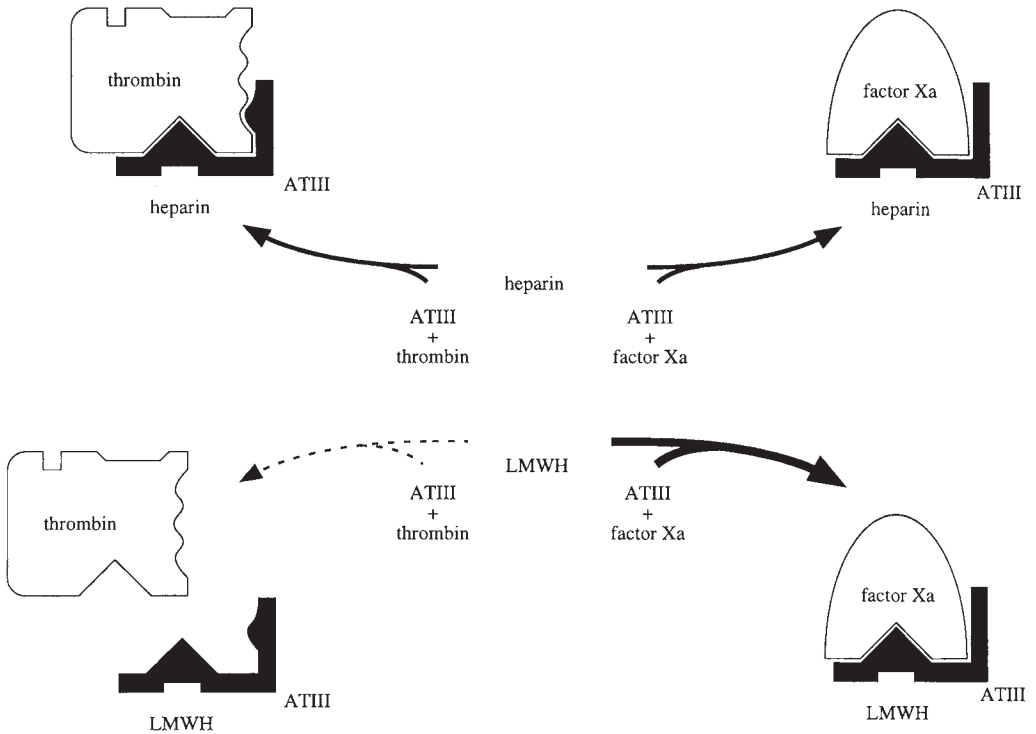 thrombin
ATIII
heparin
factor Xa
ATIII
heparin
heparin
ATIII
+
thrombin
ATIII
+
factor Xa
LMWH
ATIII
+
thrombin
ATIII
+
factor Xa
thrombin
ATIII
LMWH
factor Xa
ATIII
LMWH